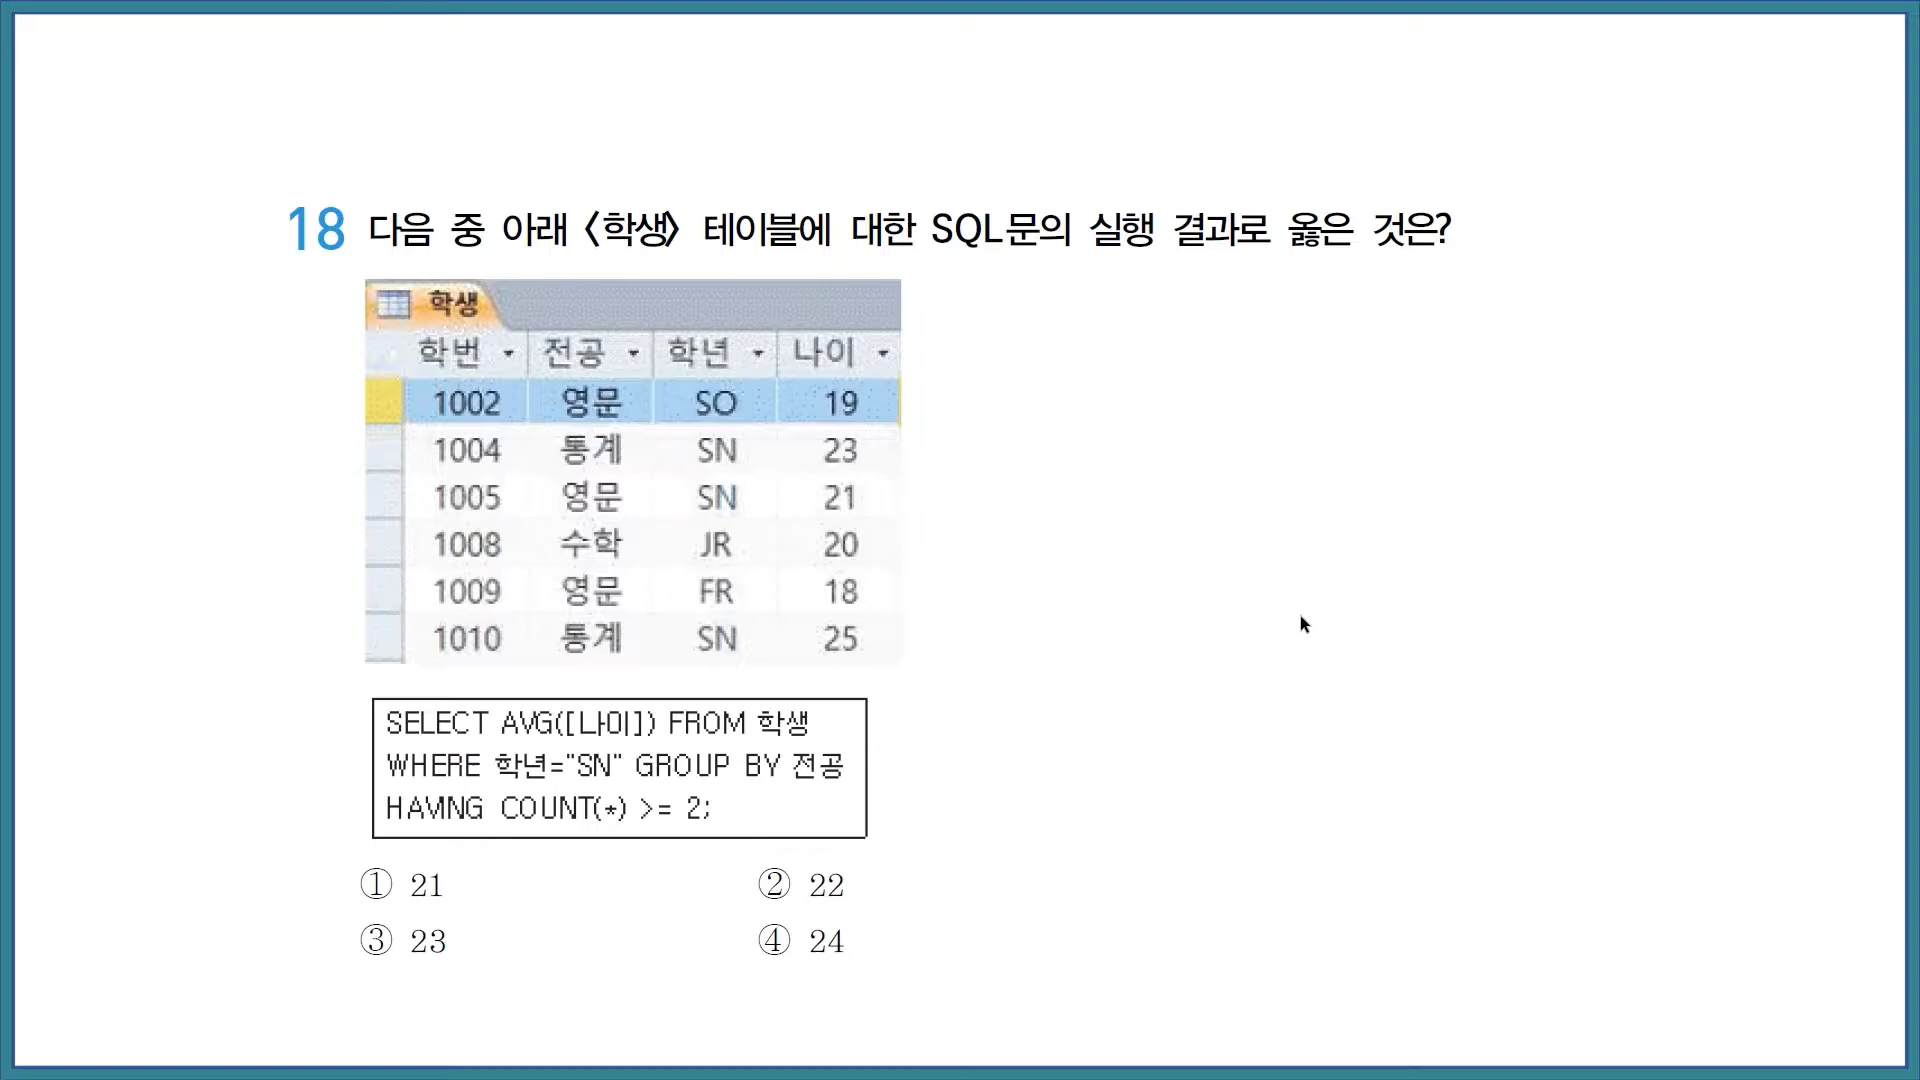 18 다음 중 아래 〈학생〉 테이블에 대한 SQL문의 실행 결과로 옳은 것은?
학생
학번 전공 학년 나이
1002 영문 SO 19
1004 통계 SN 23
1005 영문 SN 21
1008 수학 JR 20
1009 영문 FR 18
1010 통계 SN 25
SELECT AVG([나이]) FROM 학생
WHERE 학년="SN" GROUP BY 전공
HAVING COUNT(*) >= 2;
① 21 ② 22
③ 23 ④ 24